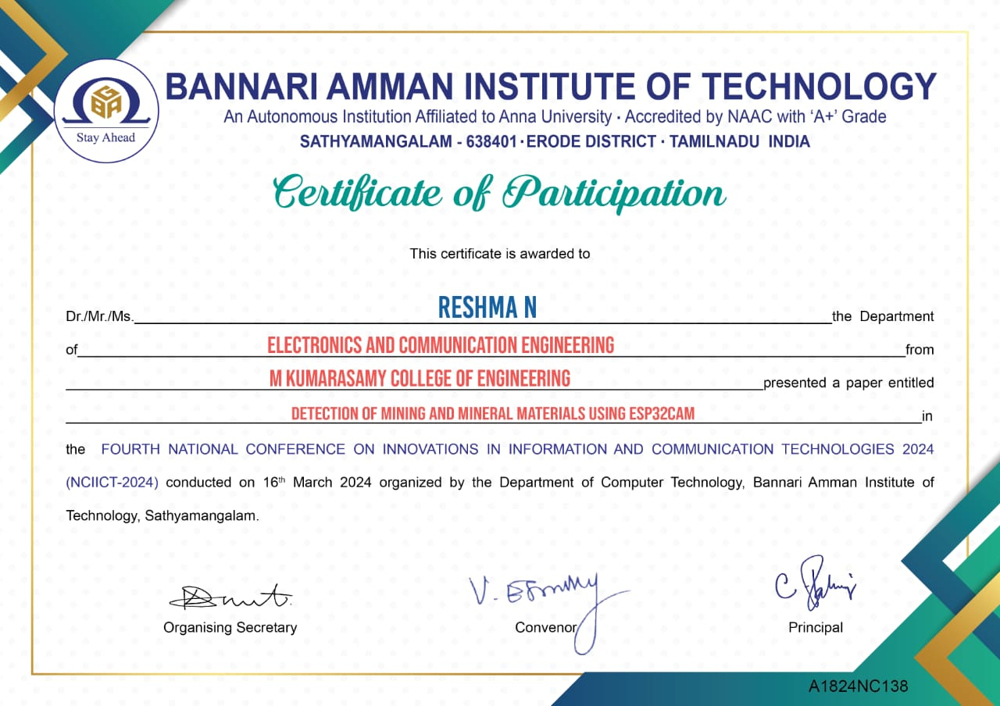 GBA
Stay Ahead
BANNARI AMMAN INSTITUTE OF TECHNOLOGY
An Autonomous Institution Affiliated to Anna University · Accredited by NAAC with ‘A+’ Grade
SATHYAMANGALAM - 638401 · ERODE DISTRICT · TAMILNADU INDIA
Certificate of Participation
This certificate is awarded to
Dr./Mr./Ms. RESHMA N the Department
of ELECTRONICS AND COMMUNICATION ENGINEERING from
M KUMARASAMY COLLEGE OF ENGINEERING presented a paper entitled
DETECTION OF MINING AND MINERAL MATERIALS USING ESP32CAM in
the FOURTH NATIONAL CONFERENCE ON INNOVATIONS IN INFORMATION AND COMMUNICATION TECHNOLOGIES 2024
(NCIICT-2024) conducted on 16th March 2024 organized by the Department of Computer Technology, Bannari Amman Institute of
Technology, Sathyamangalam.
Organising Secretary
Convenor
Principal
A1824NC138